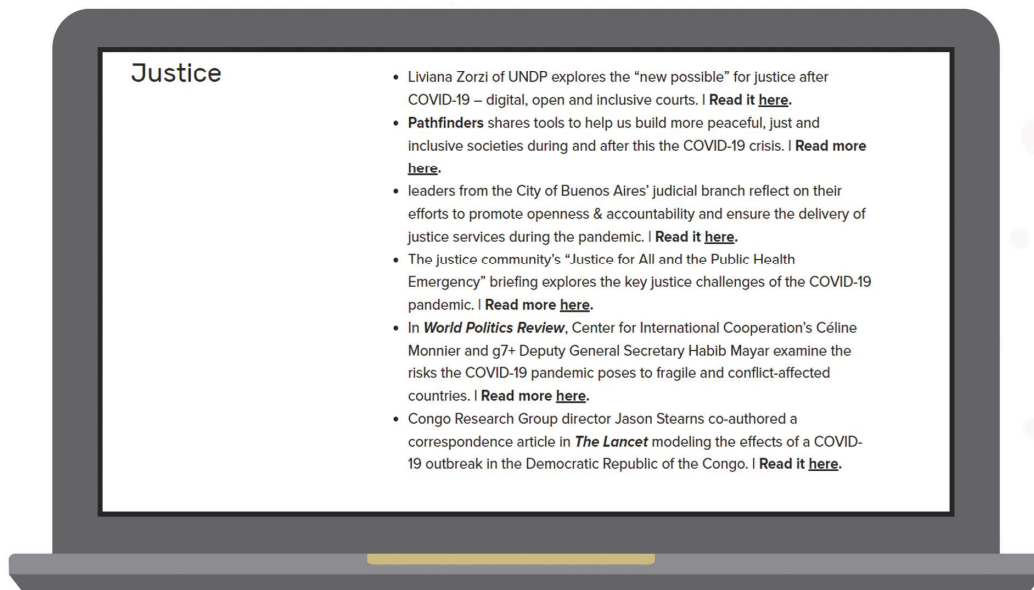 Justice
• Liviana Zorzi of UNDP explores the “new possible” for justice after
COVID-19 – digital, open and inclusive courts. | Read it here.
• Pathfinders shares tools to help us build more peaceful, just and
inclusive societies during and after this the COVID-19 crisis. | Read more
here.
• leaders from the City of Buenos Aires’ judicial branch reflect on their
efforts to promote openness & accountability and ensure the delivery of
justice services during the pandemic. | Read it here.
• The justice community’s “Justice for All and the Public Health
Emergency” briefing explores the key justice challenges of the COVID-19
pandemic. | Read more here.
• In World Politics Review, Center for International Cooperation’s Céline
Monnier and g7+ Deputy General Secretary Habib Mayar examine the
risks the COVID-19 pandemic poses to fragile and conflict-affected
countries. | Read more here.
• Congo Research Group director Jason Stearns co-authored a
correspondence article in The Lancet modeling the effects of a COVID-
19 outbreak in the Democratic Republic of the Congo. | Read it here.